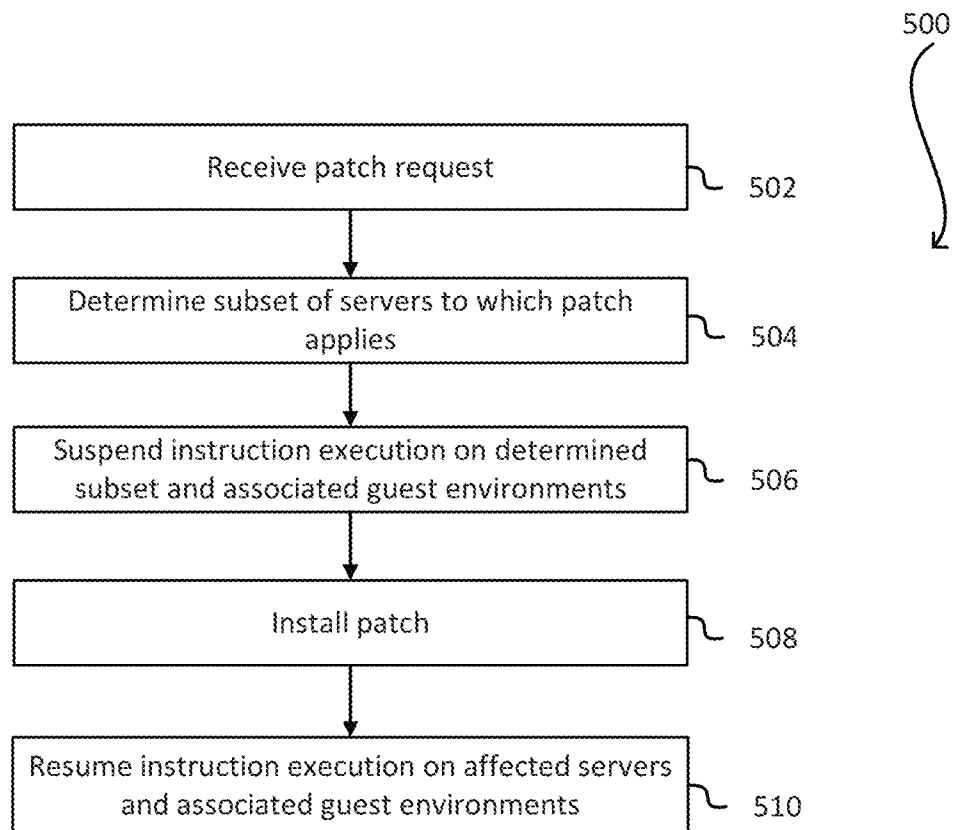 500
Receive patch request
502
Determine subset of servers to which patch
applies
504
Suspend instruction execution on determined
subset and associated guest environments
506
Install patch
508
Resume instruction execution on affected servers
and associated guest environments
510